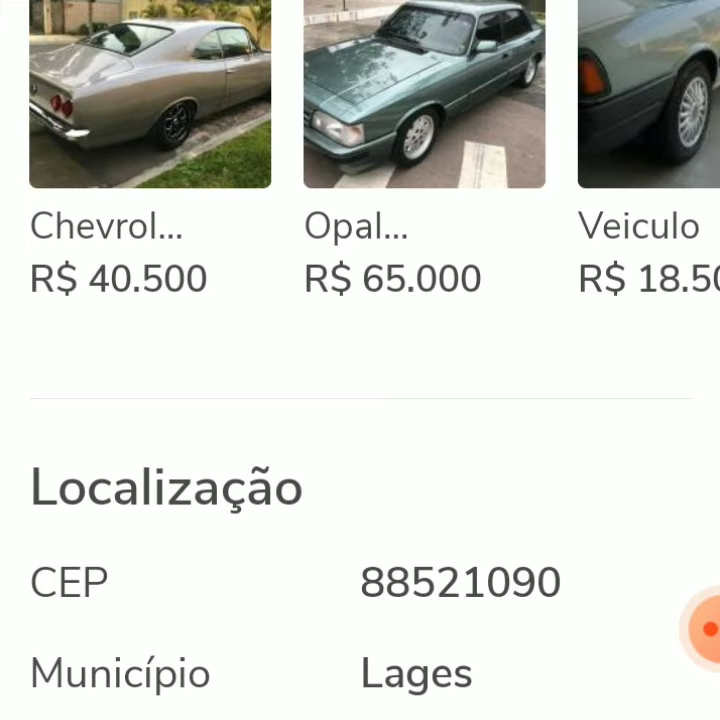 Chevrol... Opal... Veiculo
R$ 40.500 R$ 65.000 R$ 18.50
Localização
CEP 88521090
Município Lages